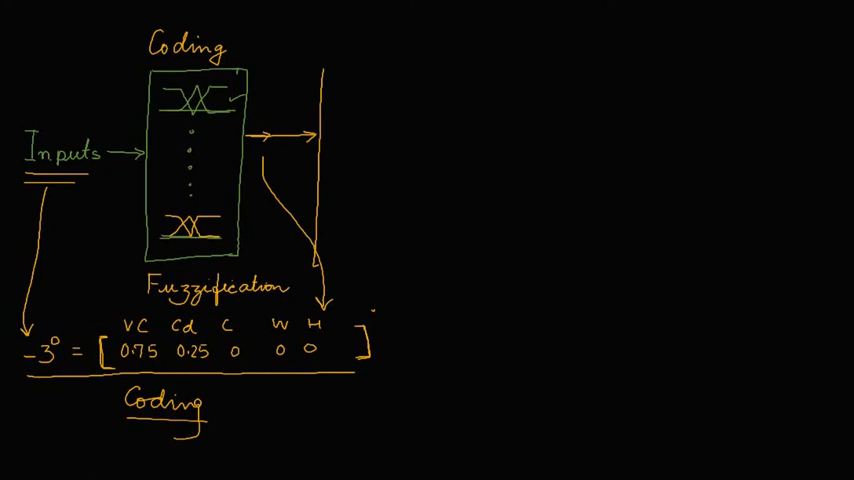 Coding
Inputs
Fuzzification
VC Cd C W H
-3° = [ 0.75 0.25 0 0 0 ]
Coding